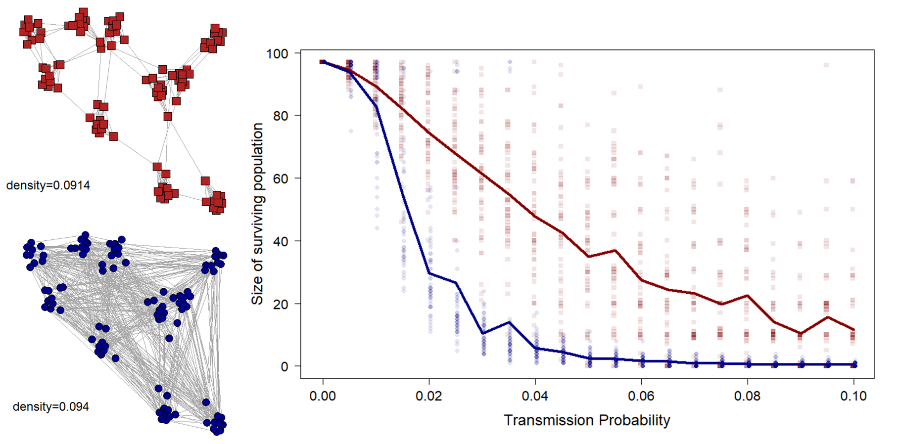 density=0.0914
density=0.094
Size of surviving population
100
80
60
40
20
0
0.00 0.02 0.04 0.06 0.08 0.10
Transmission Probability